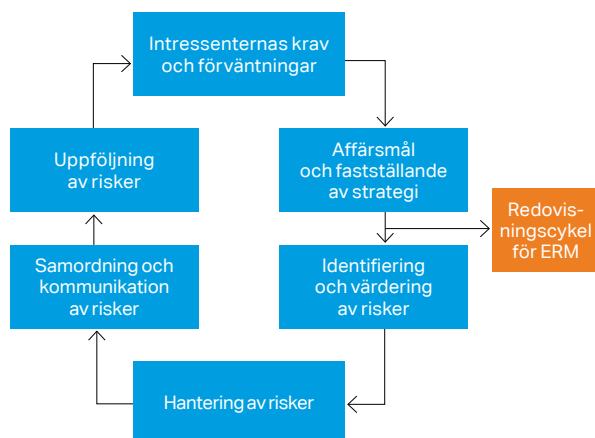 Intressenternas krav
och förväntningar
Affärsmål
och fastställande
av strategi
Redovis-
ningscykel
för ERM
Identifiering
och värdering
av risker
Hantering av risker
Samordning och
kommunikation
av risker
Uppföljning
av risker